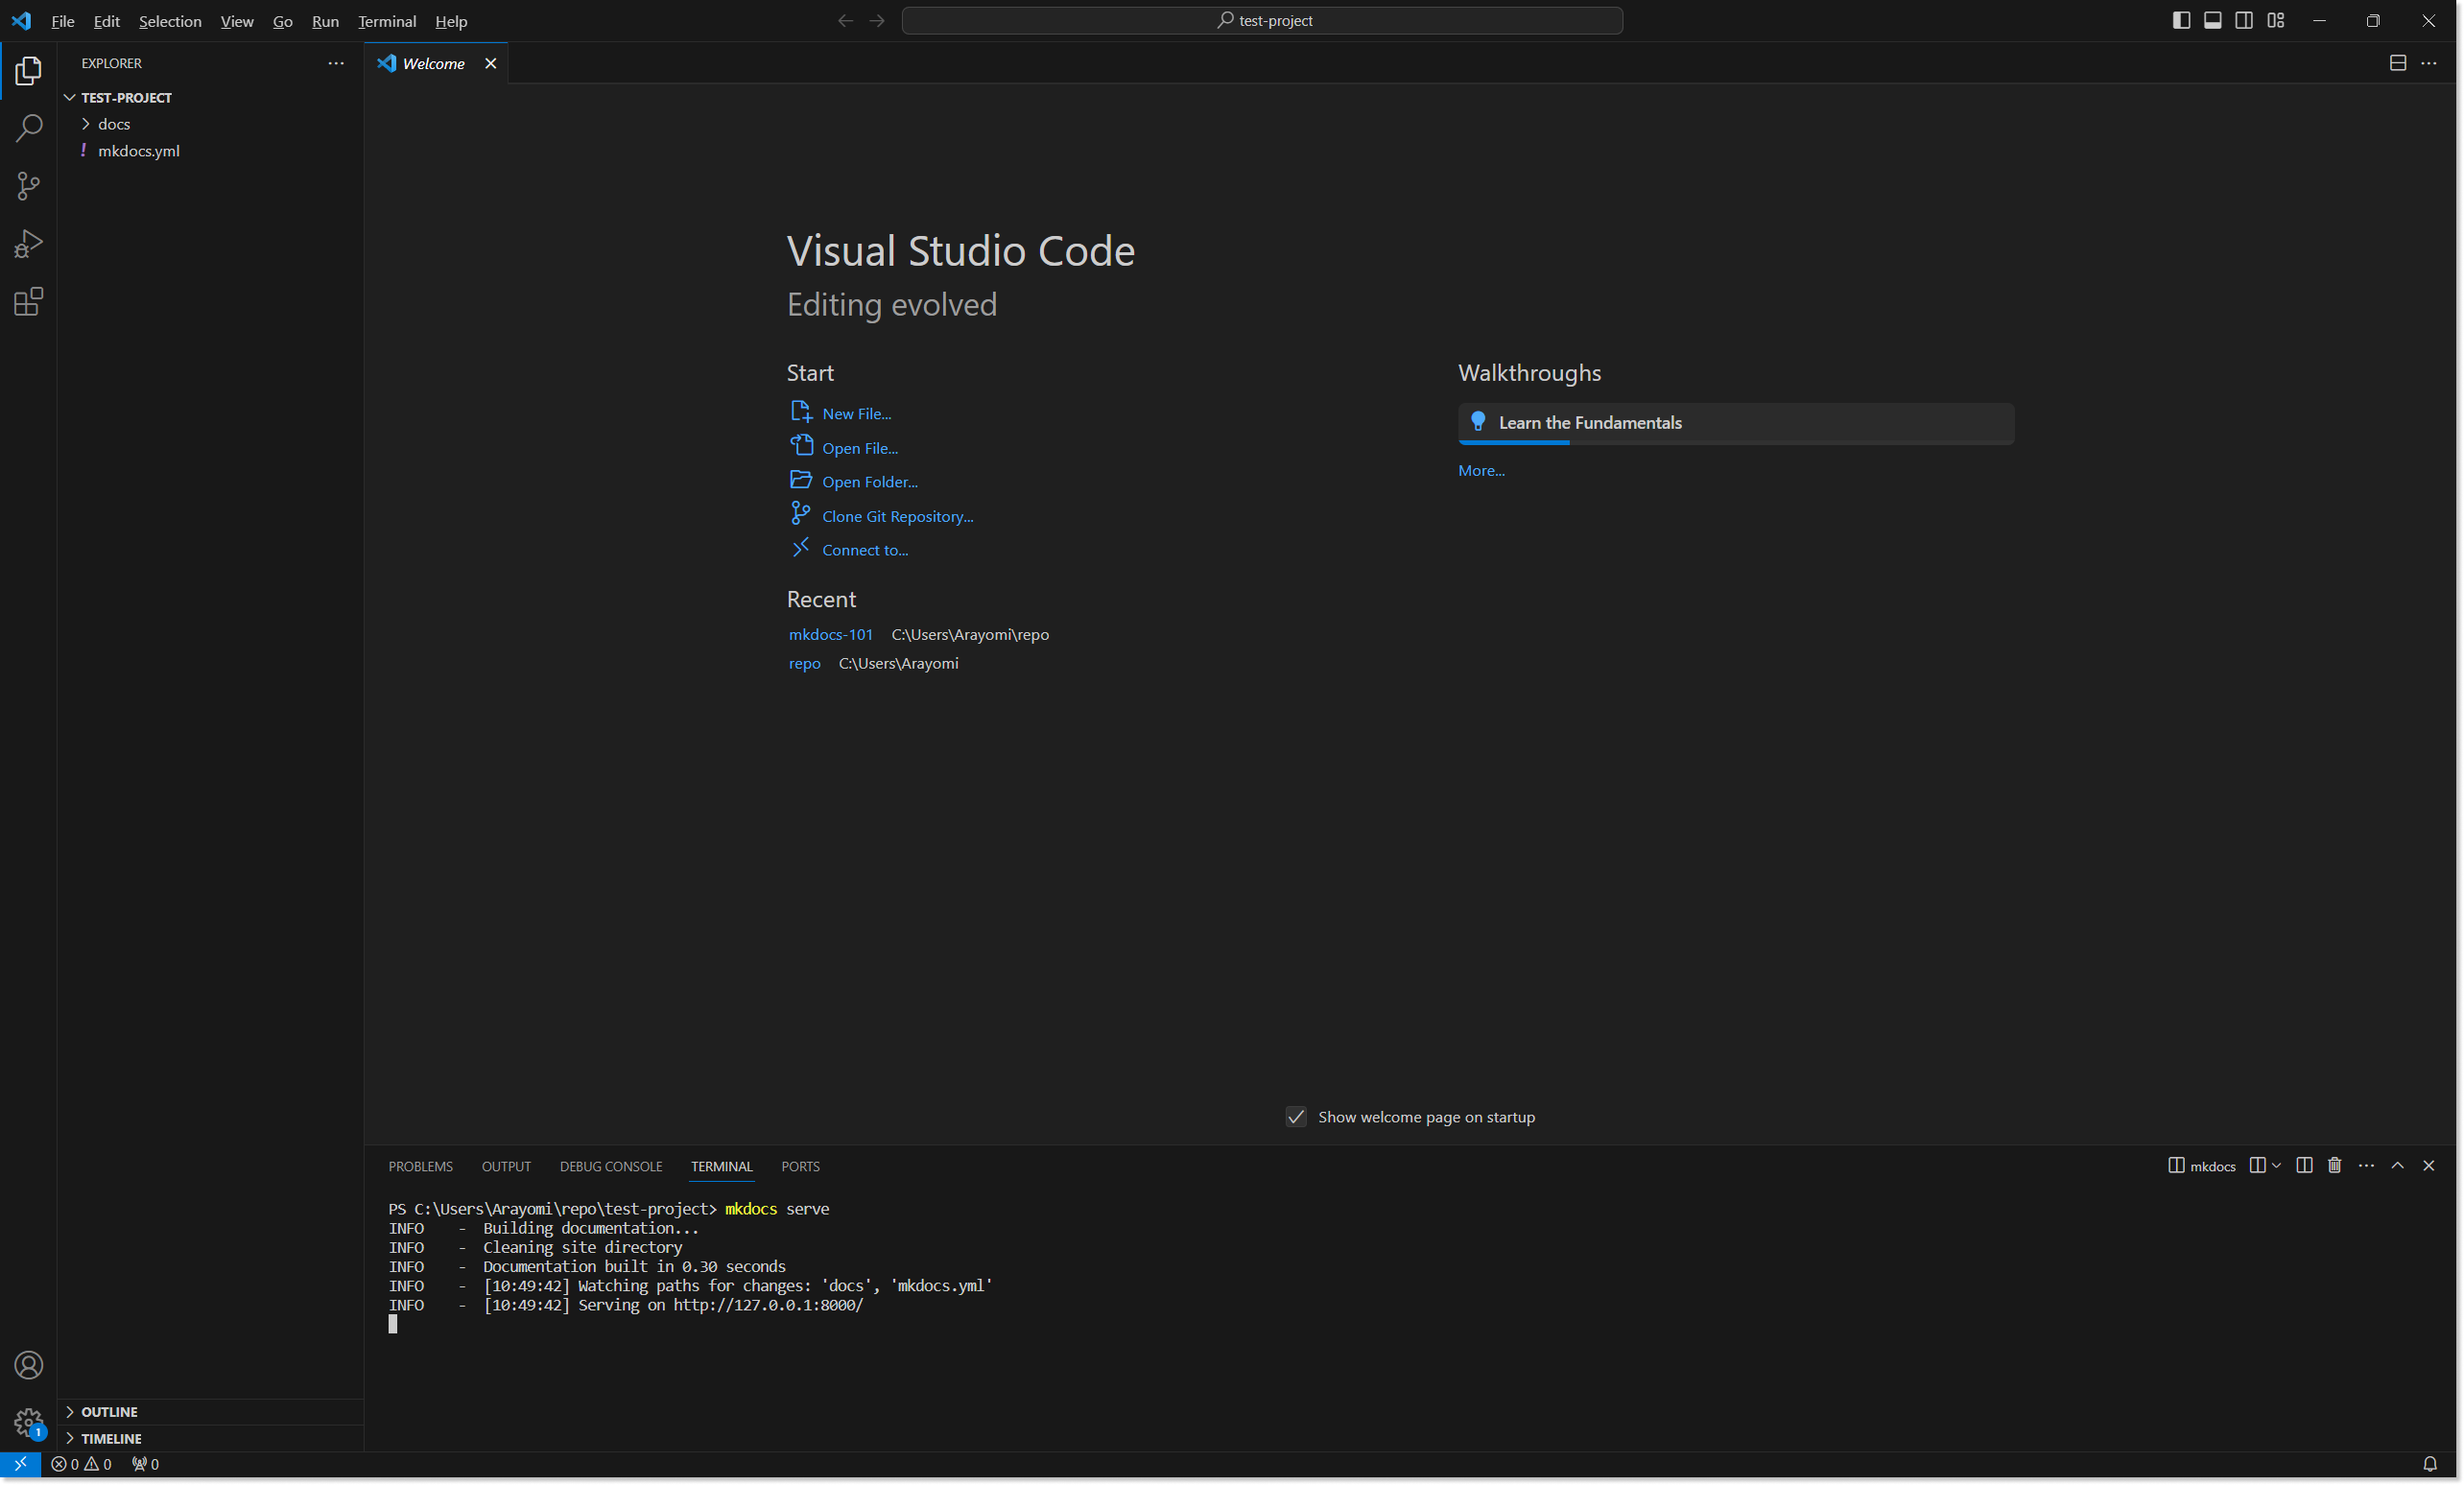 File Edit Selection View Go Run Terminal Help
test-project
EXPLORER
Welcome
TEST-PROJECT
docs
! mkdocs.yml
Visual Studio Code
Editing evolved
Start
New File...
Open File...
Open Folder...
Clone Git Repository...
Connect to...
Walkthroughs
Learn the Fundamentals
More...
Recent
mkdocs-101 C:\Users\Arayomi\repo
repo C:\Users\Arayomi
Show welcome page on startup
PROBLEMS OUTPUT DEBUG CONSOLE TERMINAL PORTS
mkdocs
PS C:\Users\Arayomi\repo\test-project> mkdocs serve
INFO - Building documentation...
INFO - Cleaning site directory
INFO - Documentation built in 0.30 seconds
INFO - [10:49:42] Watching paths for changes: 'docs', 'mkdocs.yml'
INFO - [10:49:42] Serving on http://127.0.0.1:8000/
OUTLINE
1
TIMELINE
0 0 0